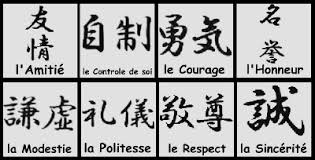 友情
l'Amitié
自制
le Controle de soi
勇気
le Courage
名誉
l'Honneur
謙虚
la Modestie
礼儀
la Politesse
敬尊
le Respect
誠
la Sincérité